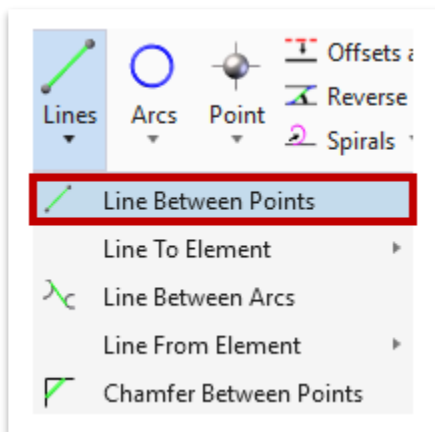 Offsets a
Lines Arcs Point Reverse
Spirals
Line Between Points
Line To Element
Line Between Arcs
Line From Element
Chamfer Between Points